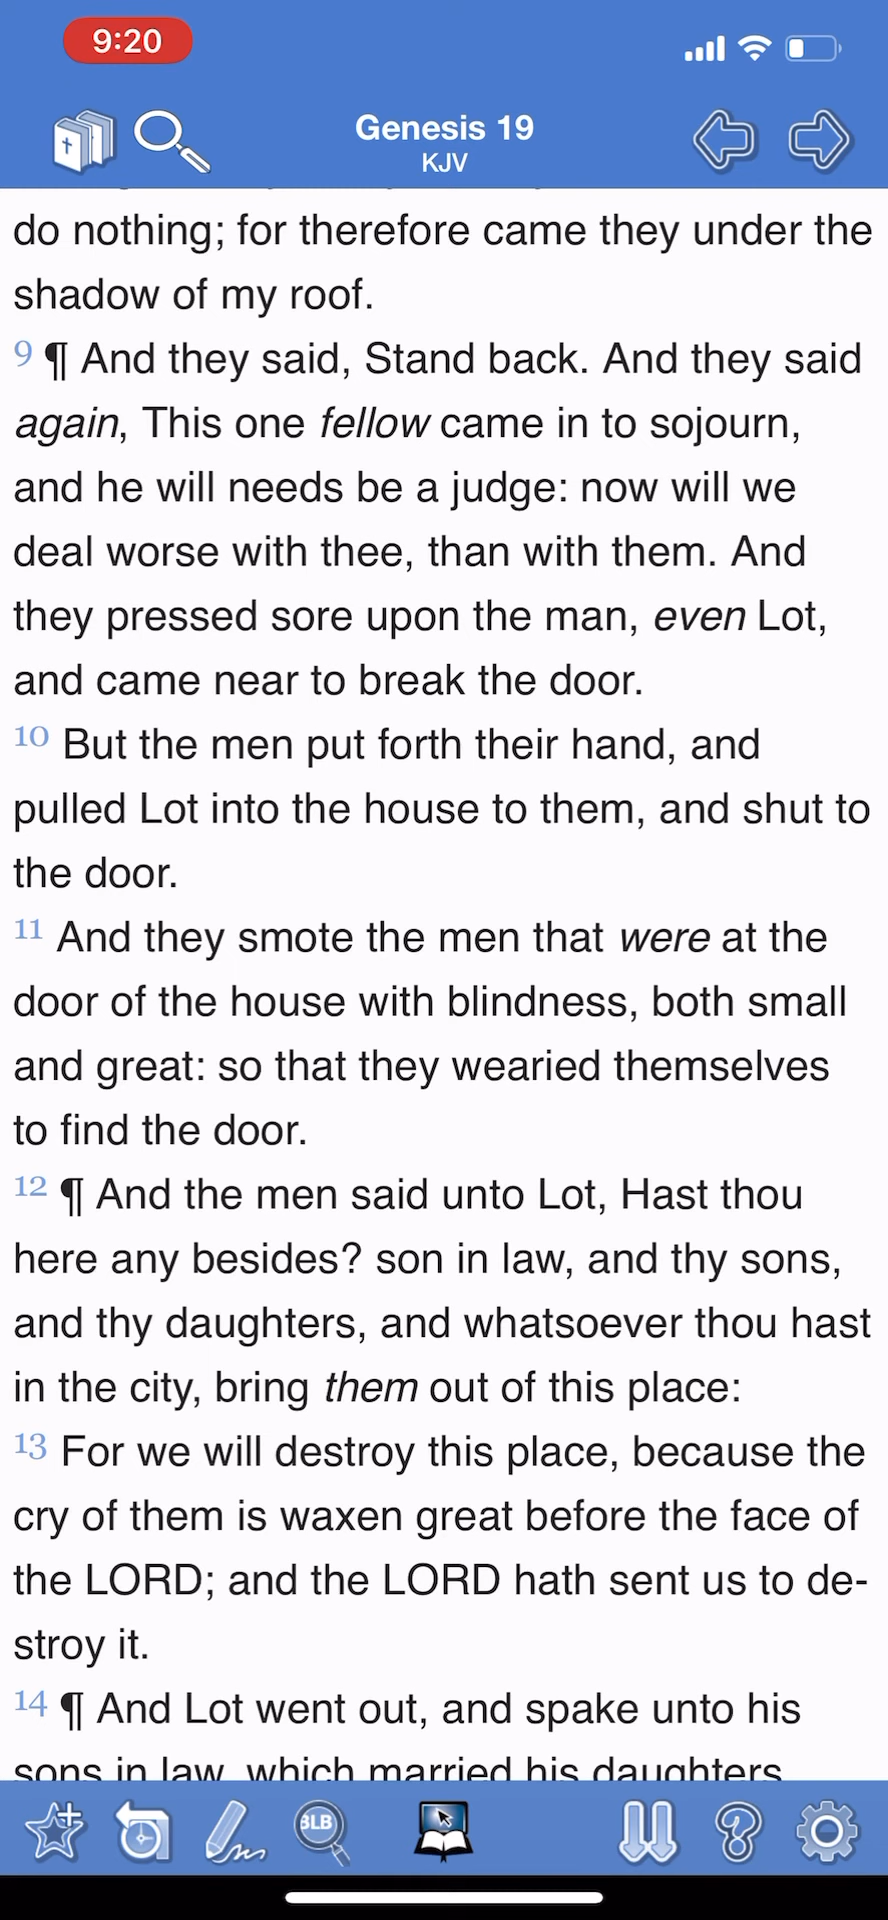 9:20
Genesis 19
KJV
do nothing; for therefore came they under the
shadow of my roof.
9 ¶ And they said, Stand back. And they said
again, This one fellow came in to sojourn,
and he will needs be a judge: now will we
deal worse with thee, than with them. And
they pressed sore upon the man, even Lot,
and came near to break the door.
10 But the men put forth their hand, and
pulled Lot into the house to them, and shut to
the door.
11 And they smote the men that were at the
door of the house with blindness, both small
and great: so that they wearied themselves
to find the door.
12 ¶ And the men said unto Lot, Hast thou
here any besides? son in law, and thy sons,
and thy daughters, and whatsoever thou hast
in the city, bring them out of this place:
13 For we will destroy this place, because the
cry of them is waxen great before the face of
the LORD; and the LORD hath sent us to de-
stroy it.
14 ¶ And Lot went out, and spake unto his
sons in law, which married his daughters,
BLB